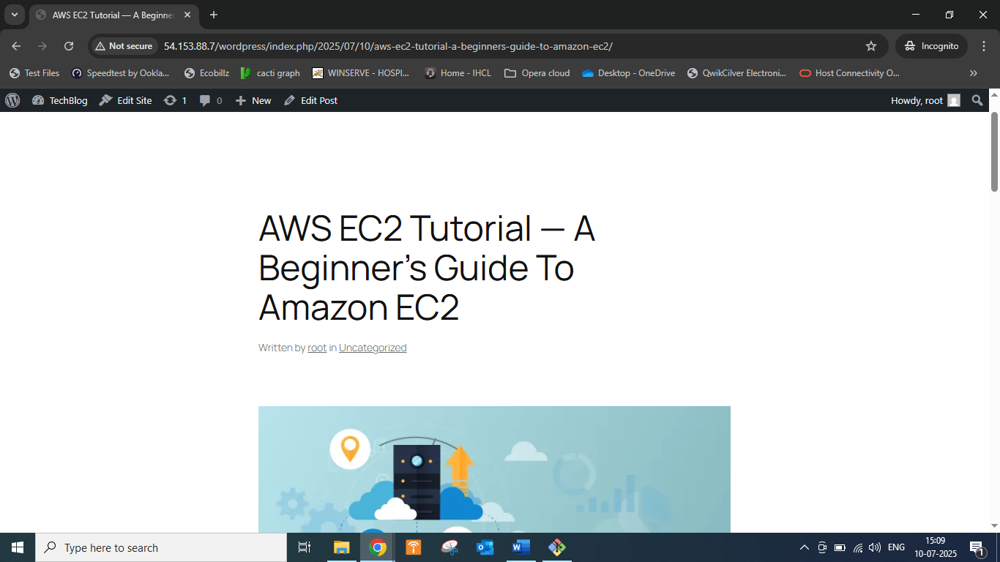 AWS EC2 Tutorial — A Beginner
Not secure
54.153.88.7/wordpress/index.php/2025/07/10/aws-ec2-tutorial-a-beginners-guide-to-amazon-ec2/
Incognito
Test Files
Speedtest by Ookla...
Ecobillz
cacti graph
WINSERVE - HOSPI...
Home - IHCL
Opera cloud
Desktop - OneDrive
QwikCilver Electroni...
Host Connectivity O...
TechBlog
Edit Site
1
0
New
Edit Post
Howdy, root
AWS EC2 Tutorial — A
Beginner’s Guide To
Amazon EC2
Written by root in Uncategorized
Type here to search
ENG
15:09
10-07-2025
1